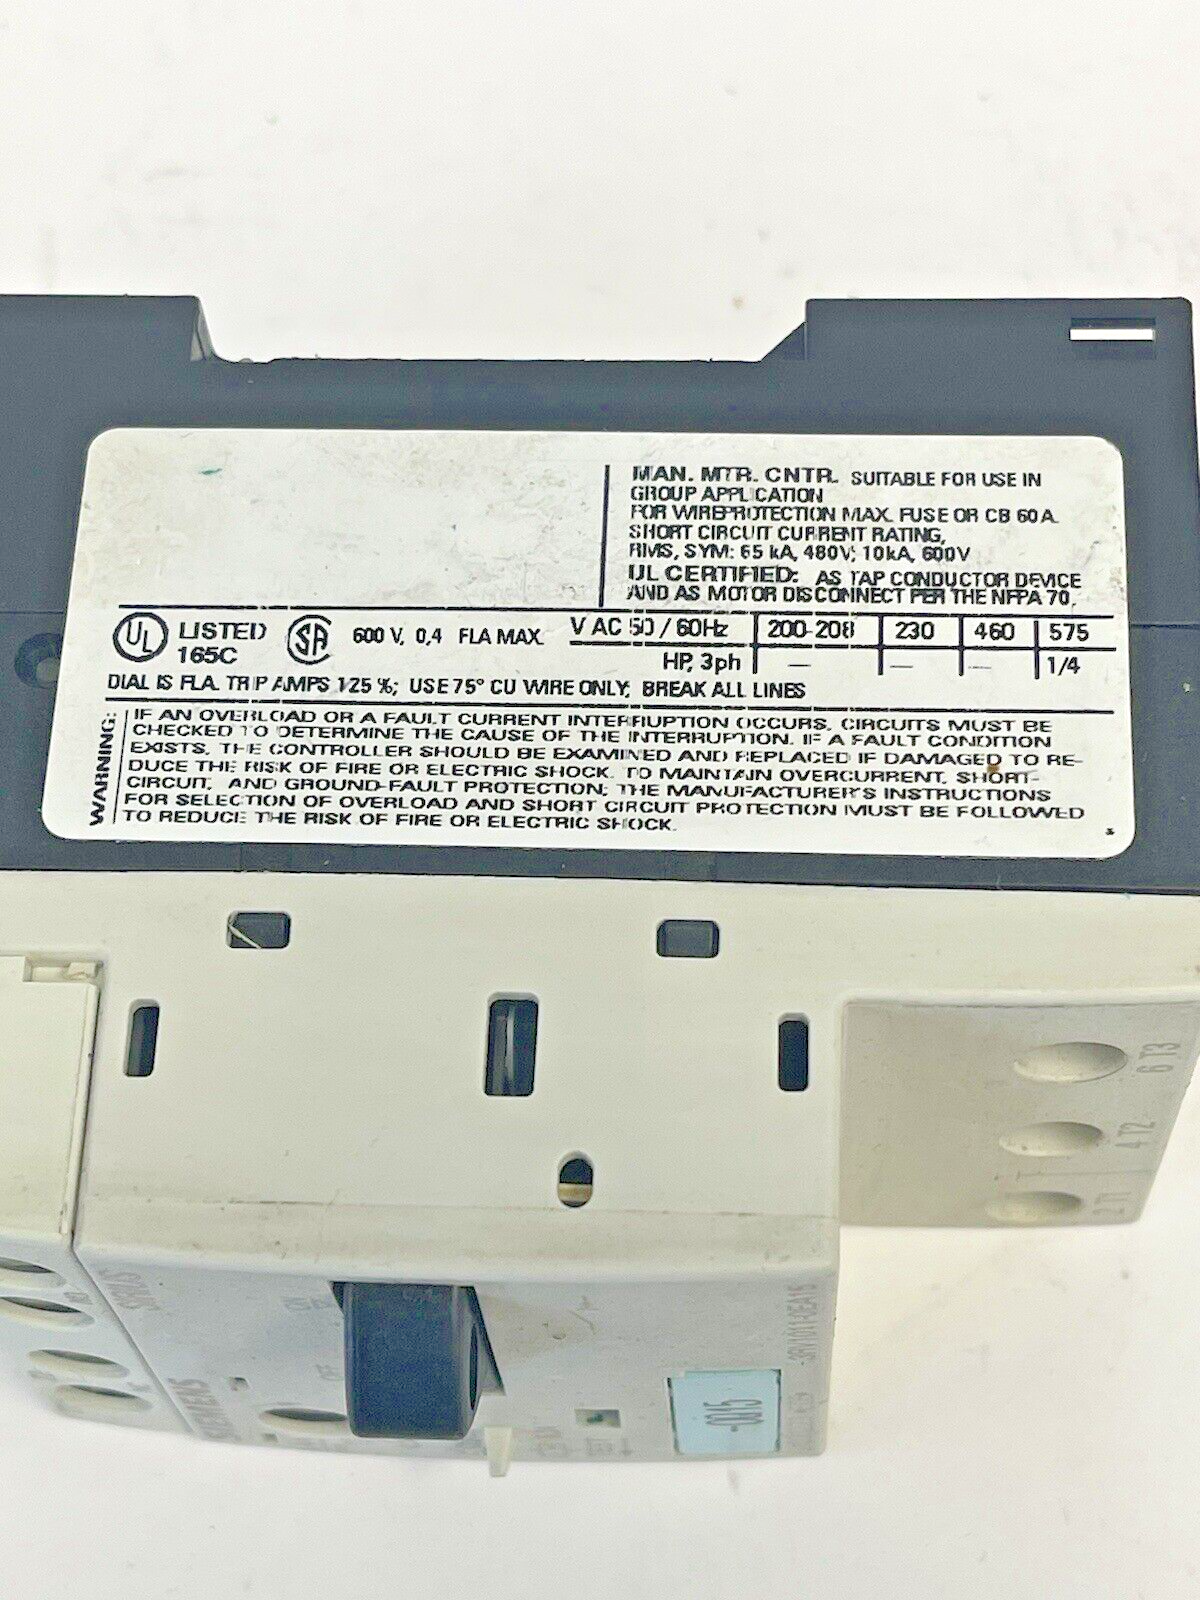 MAN. MTR. CNTR. SUITABLE FOR USE IN
GROUP APPLICATION
FOR WIREPROTECTION MAX. FUSE OR CB 60A.
SHORT CIRCUIT CURRENT RATING,
RMS, SYM: 65 kA, 480V; 10kA, 600V
UL CERTIFIED: AS TAP CONDUCTOR DEVICE
AND AS MOTOR DISCONNECT PER THE NFPA 70.
UL LISTED
165C
SA
600 V, 0,4 FLA MAX.
V AC 50 / 60Hz 200-208 230 460 575
HP, 3ph — — — 1/4
DIAL IS FLA. TRIP AMPS 125 %; USE 75° CU WIRE ONLY; BREAK ALL LINES
WARNING:
IF AN OVERLOAD OR A FAULT CURRENT INTERRUPTION OCCURS, CIRCUITS MUST BE
CHECKED TO DETERMINE THE CAUSE OF THE INTERRUPTION. IF A FAULT CONDITION
EXISTS, THE CONTROLLER SHOULD BE EXAMINED AND REPLACED IF DAMAGED TO RE-
DUCE THE RISK OF FIRE OR ELECTRIC SHOCK. TO MAINTAIN OVERCURRENT, SHORT-
CIRCUIT, AND GROUND-FAULT PROTECTION, THE MANUFACTURER'S INSTRUCTIONS
FOR SELECTION OF OVERLOAD AND SHORT CIRCUIT PROTECTION MUST BE FOLLOWED
TO REDUCE THE RISK OF FIRE OR ELECTRIC SHOCK.
6 T3
4 T2
2 T1
SIRIUS
SIEMENS
ON
OFF
3RV1011-0EA15